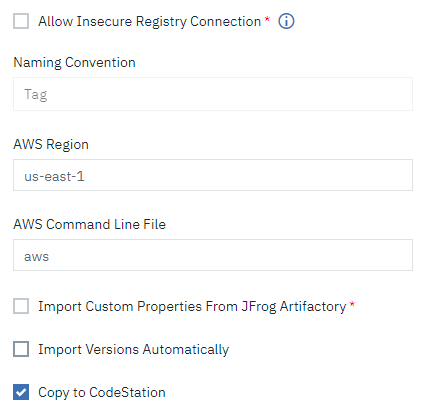 Allow Insecure Registry Connection *
Naming Convention
Tag
AWS Region
us-east-1
AWS Command Line File
aws
Import Custom Properties From JFrog Artifactory *
Import Versions Automatically
Copy to CodeStation